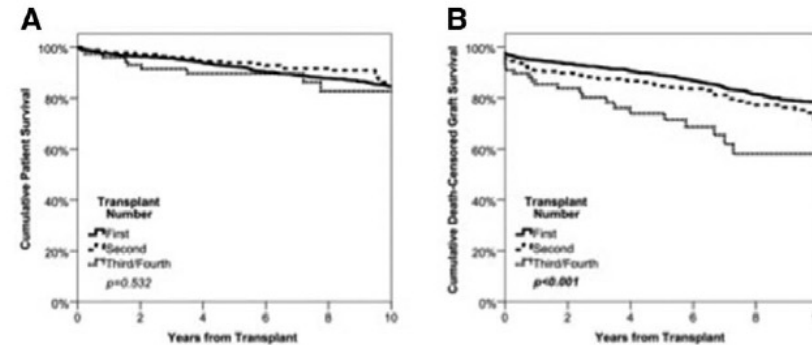 A
Cumulative Patient Survival
100%
80%
60%
40%
20%
0%
Transplant
Number
First
Second
Third/Fourth
p=0.532
0 2 4 6 8 10
Years from Transplant
B
Cumulative Death-Censored Graft Survival
100%
80%
60%
40%
20%
0%
Transplant
Number
First
Second
Third/Fourth
p<0.001
0 2 4 6 8
Years from Transplant